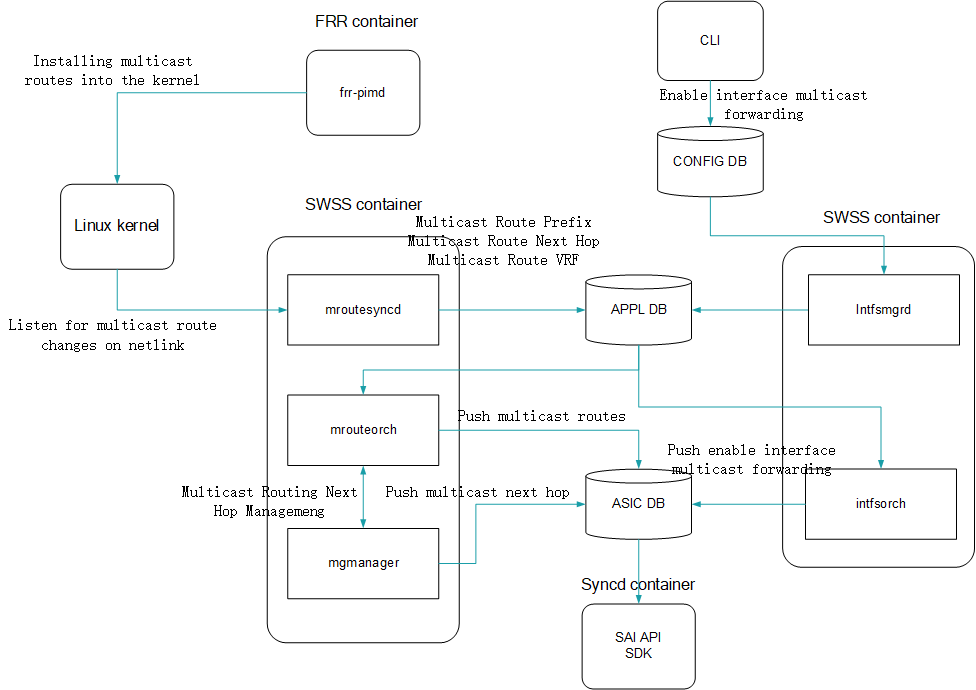 FRR container
CLI
Installing multicast
routes into the kernel
frr-pimd
Enable interface multicast
forwarding
CONFIG DB
Linux kernel
SWSS container
SWSS container
Multicast Route Prefix
Multicast Route Next Hop
Multicast Route VRF
mroutesyncd
APPL DB
Intfsmgrd
Listen for multicast route
changes on netlink
mrouteorch
Push multicast routes
Push enable interface
multicast forwarding
Multicast Routing Next
Hop Managemeng
Push multicast next hop
ASIC DB
intfsorch
mgmanager
Syncd container
SAI API
SDK